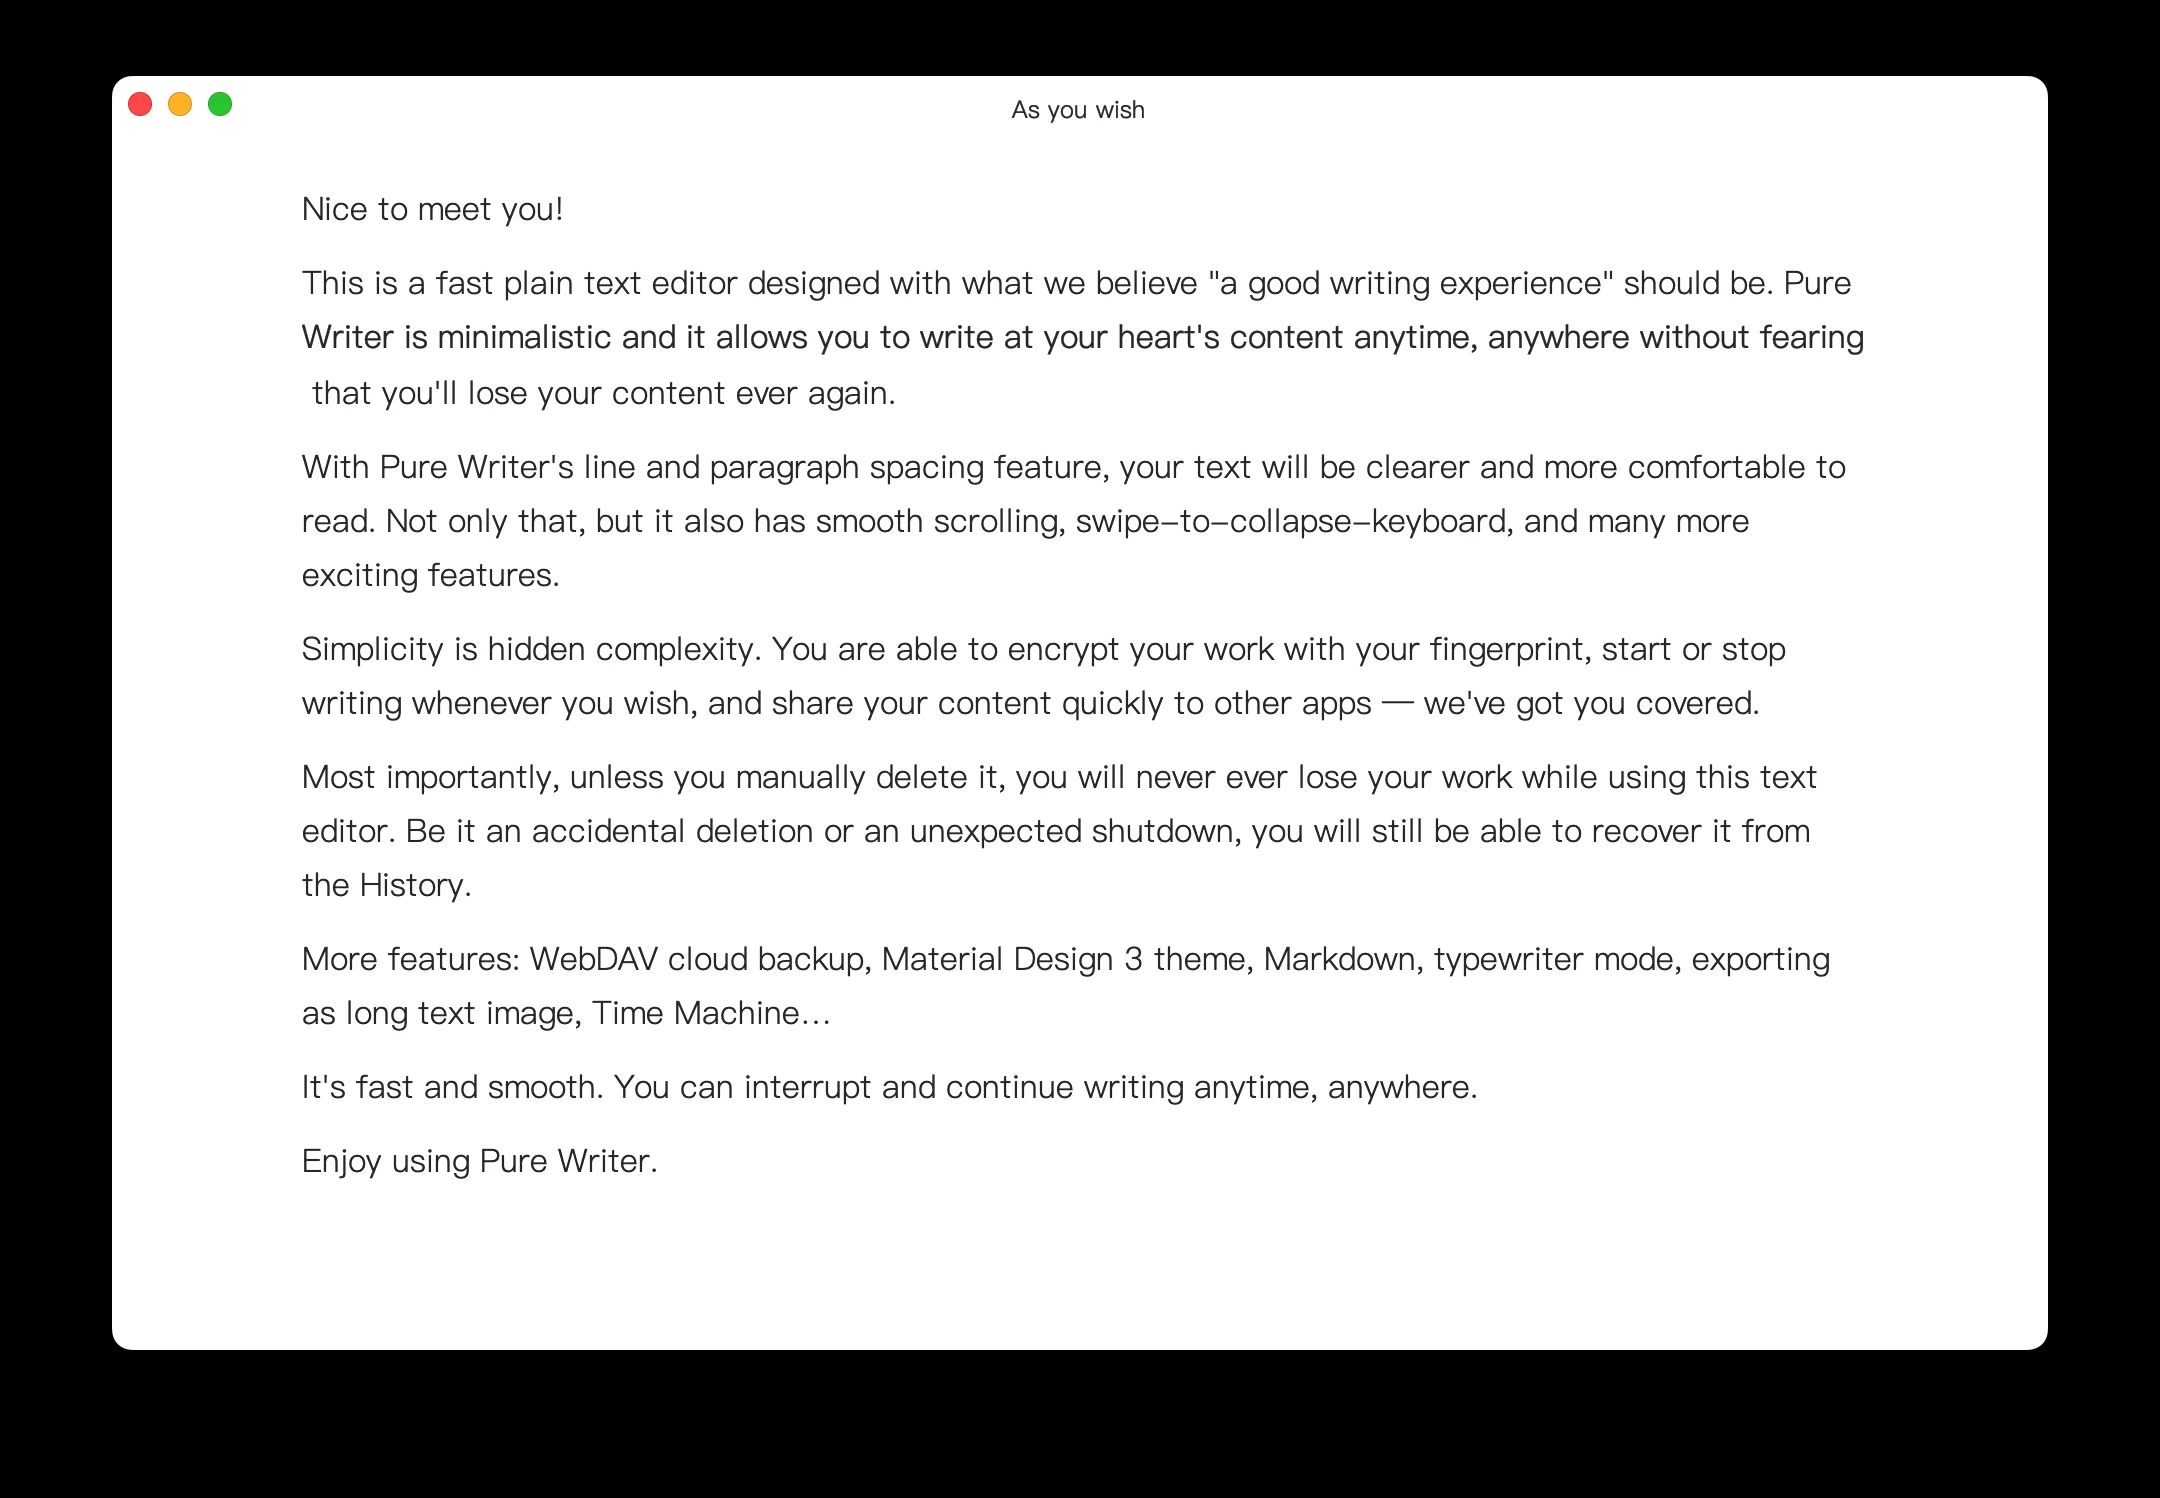 As you wish
Nice to meet you!
This is a fast plain text editor designed with what we believe "a good writing experience" should be. Pure
Writer is minimalistic and it allows you to write at your heart's content anytime, anywhere without fearing
that you'll lose your content ever again.
With Pure Writer's line and paragraph spacing feature, your text will be clearer and more comfortable to
read. Not only that, but it also has smooth scrolling, swipe-to-collapse-keyboard, and many more
exciting features.
Simplicity is hidden complexity. You are able to encrypt your work with your fingerprint, start or stop
writing whenever you wish, and share your content quickly to other apps — we've got you covered.
Most importantly, unless you manually delete it, you will never ever lose your work while using this text
editor. Be it an accidental deletion or an unexpected shutdown, you will still be able to recover it from
the History.
More features: WebDAV cloud backup, Material Design 3 theme, Markdown, typewriter mode, exporting
as long text image, Time Machine…
It's fast and smooth. You can interrupt and continue writing anytime, anywhere.
Enjoy using Pure Writer.